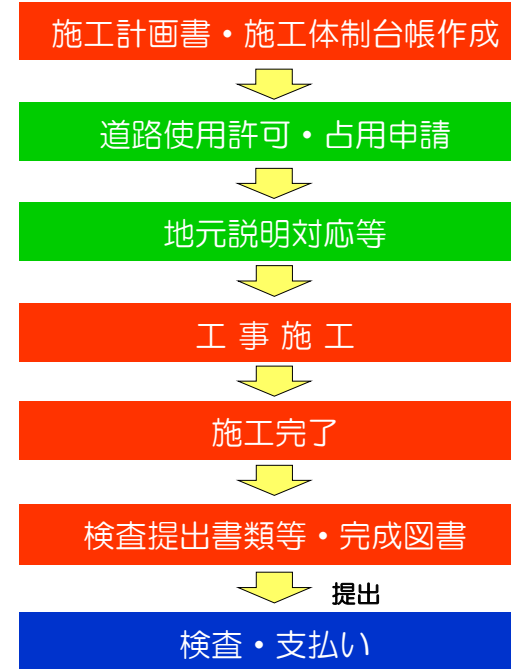 施工計画書・施工体制台帳作成
道路使用許可・占用申請
地元説明対応等
工事施工
施工完了
検査提出書類等・完成図書
提出
検査・支払い